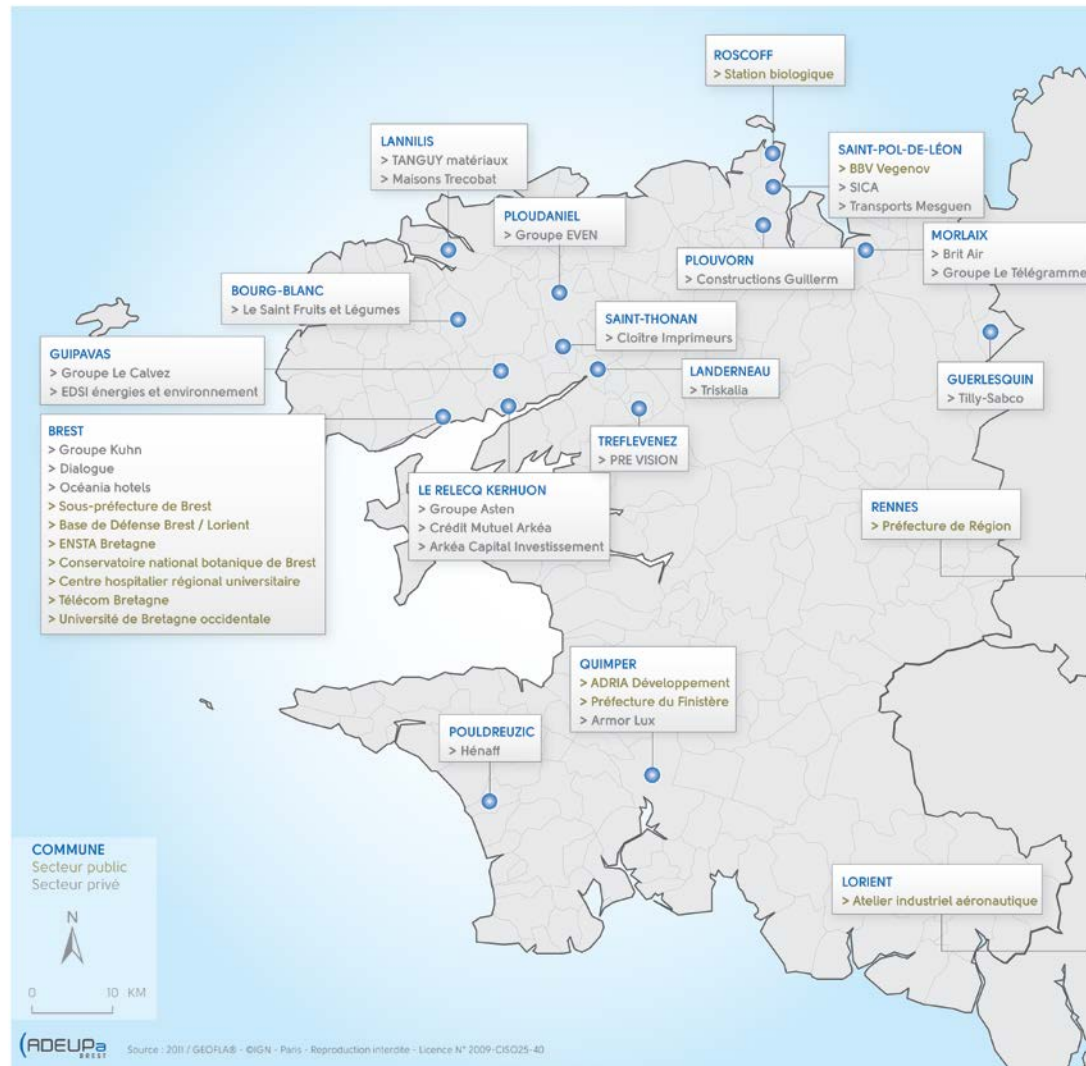 ROSCOFF
> Station biologique
LANNILIS
> TANGUY matériaux
> Maisons Trecobat
SAINT-POL-DE-LÉON
> BBV Vegenov
> SICA
> Transports Mesguen
PLOUDANIEL
> Groupe EVEN
MORLAIX
> Brit Air
> Groupe Le Télégramme
PLOUVORN
> Constructions Guillerm
BOURG-BLANC
> Le Saint Fruits et Légumes
SAINT-THONAN
> Cloître Imprimeurs
GUIPAVAS
> Groupe Le Calvez
> EDSI énergies et environnement
LANDERNEAU
> Triskalia
GUERLESQUIN
> Tilly-Sabco
BREST
> Groupe Kuhn
> Dialogue
> Océania hotels
> Sous-préfecture de Brest
> Base de Défense Brest / Lorient
> ENSTA Bretagne
> Conservatoire national botanique de Brest
> Centre hospitalier régional universitaire
> Télécom Bretagne
> Université de Bretagne occidentale
TREFLEVENEZ
> PRE VISION
LE RELECQ KERHUON
> Groupe Asten
> Crédit Mutuel Arkéa
> Arkéa Capital Investissement
RENNES
> Préfecture de Région
QUIMPER
> ADRIA Développement
> Préfecture du Finistère
> Armor Lux
POULDREUZIC
> Hénaff
COMMUNE
Secteur public
Secteur privé
N
0 10 KM
LORIENT
> Atelier industriel aéronautique
ADEUPa
BREST
Source : 2011 / GEOFLA® - ©IGN - Paris - Reproduction interdite - Licence N° 2009-CISO25-40